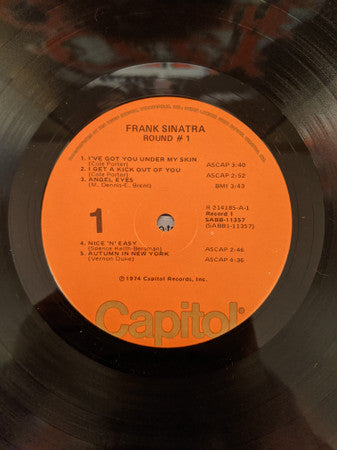 FRANK SINATRA
ROUND #1
1. I'VE GOT YOU UNDER MY SKIN ASCAP 3:40
(Cole Porter)
2. I GET A KICK OUT OF YOU ASCAP 2:52
(Cole Porter)
3. ANGEL EYES BMI 3:43
(M. Dennis-E. Brent)
1
R 214185-A-1
Record 1
SABB-11357
(SABB1-11357)
4. NICE 'N' EASY ASCAP 2:46
(Spence-Keith-Bergman)
5. AUTUMN IN NEW YORK ASCAP 4:36
(Vernon Duke)
℗ 1974 Capitol Records, Inc.
Capitol